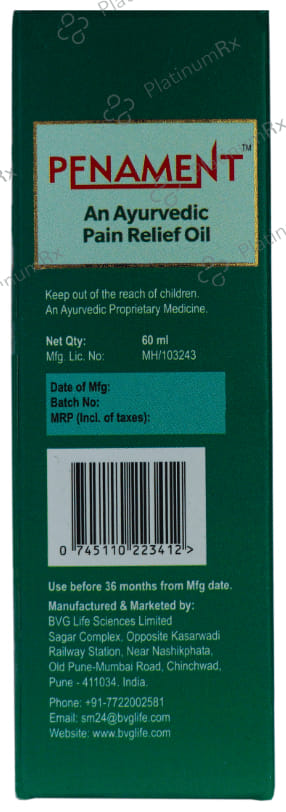 PlatinumRx
PENAMENT™
An Ayurvedic
Pain Relief Oil
Keep out of the reach of children.
An Ayurvedic Proprietary Medicine.
Net Qty: 60 ml
Mfg. Lic. No: MH/103243
Date of Mfg:
Batch No:
MRP (Incl. of taxes):
0 745110 223412 >
Use before 36 months from Mfg date.
Manufactured & Marketed by:
BVG Life Sciences Limited
Sagar Complex, Opposite Kasarwadi
Railway Station, Near Nashikphata,
Old Pune-Mumbai Road, Chinchwad,
Pune - 411034. India.
Phone: +91-7722002581
Email: sm24@bvglife.com
Website: www.bvglife.com